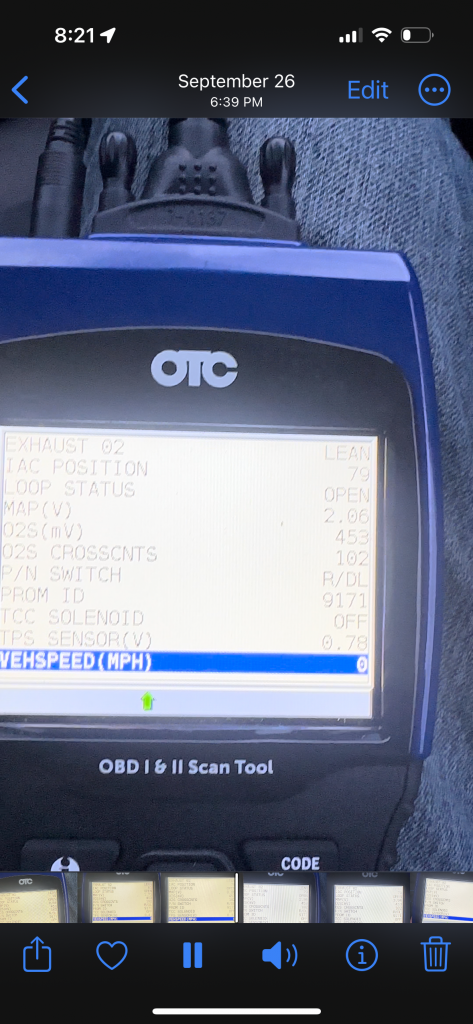 8:21
September 26
6:39 PM
Edit
OTC
EXHAUST 02 LEAN
IAC POSITION 79
LOOP STATUS OPEN
MAP(V) 2.06
O2S(mV) 453
O2S CROSSCNTS 102
P/N SWITCH R/DL
PROM ID 9171
TCC SOLENOID OFF
TPS SENSOR(V) 0.78
VEHSPEED(MPH) 0
OBD I & II Scan Tool
CODE